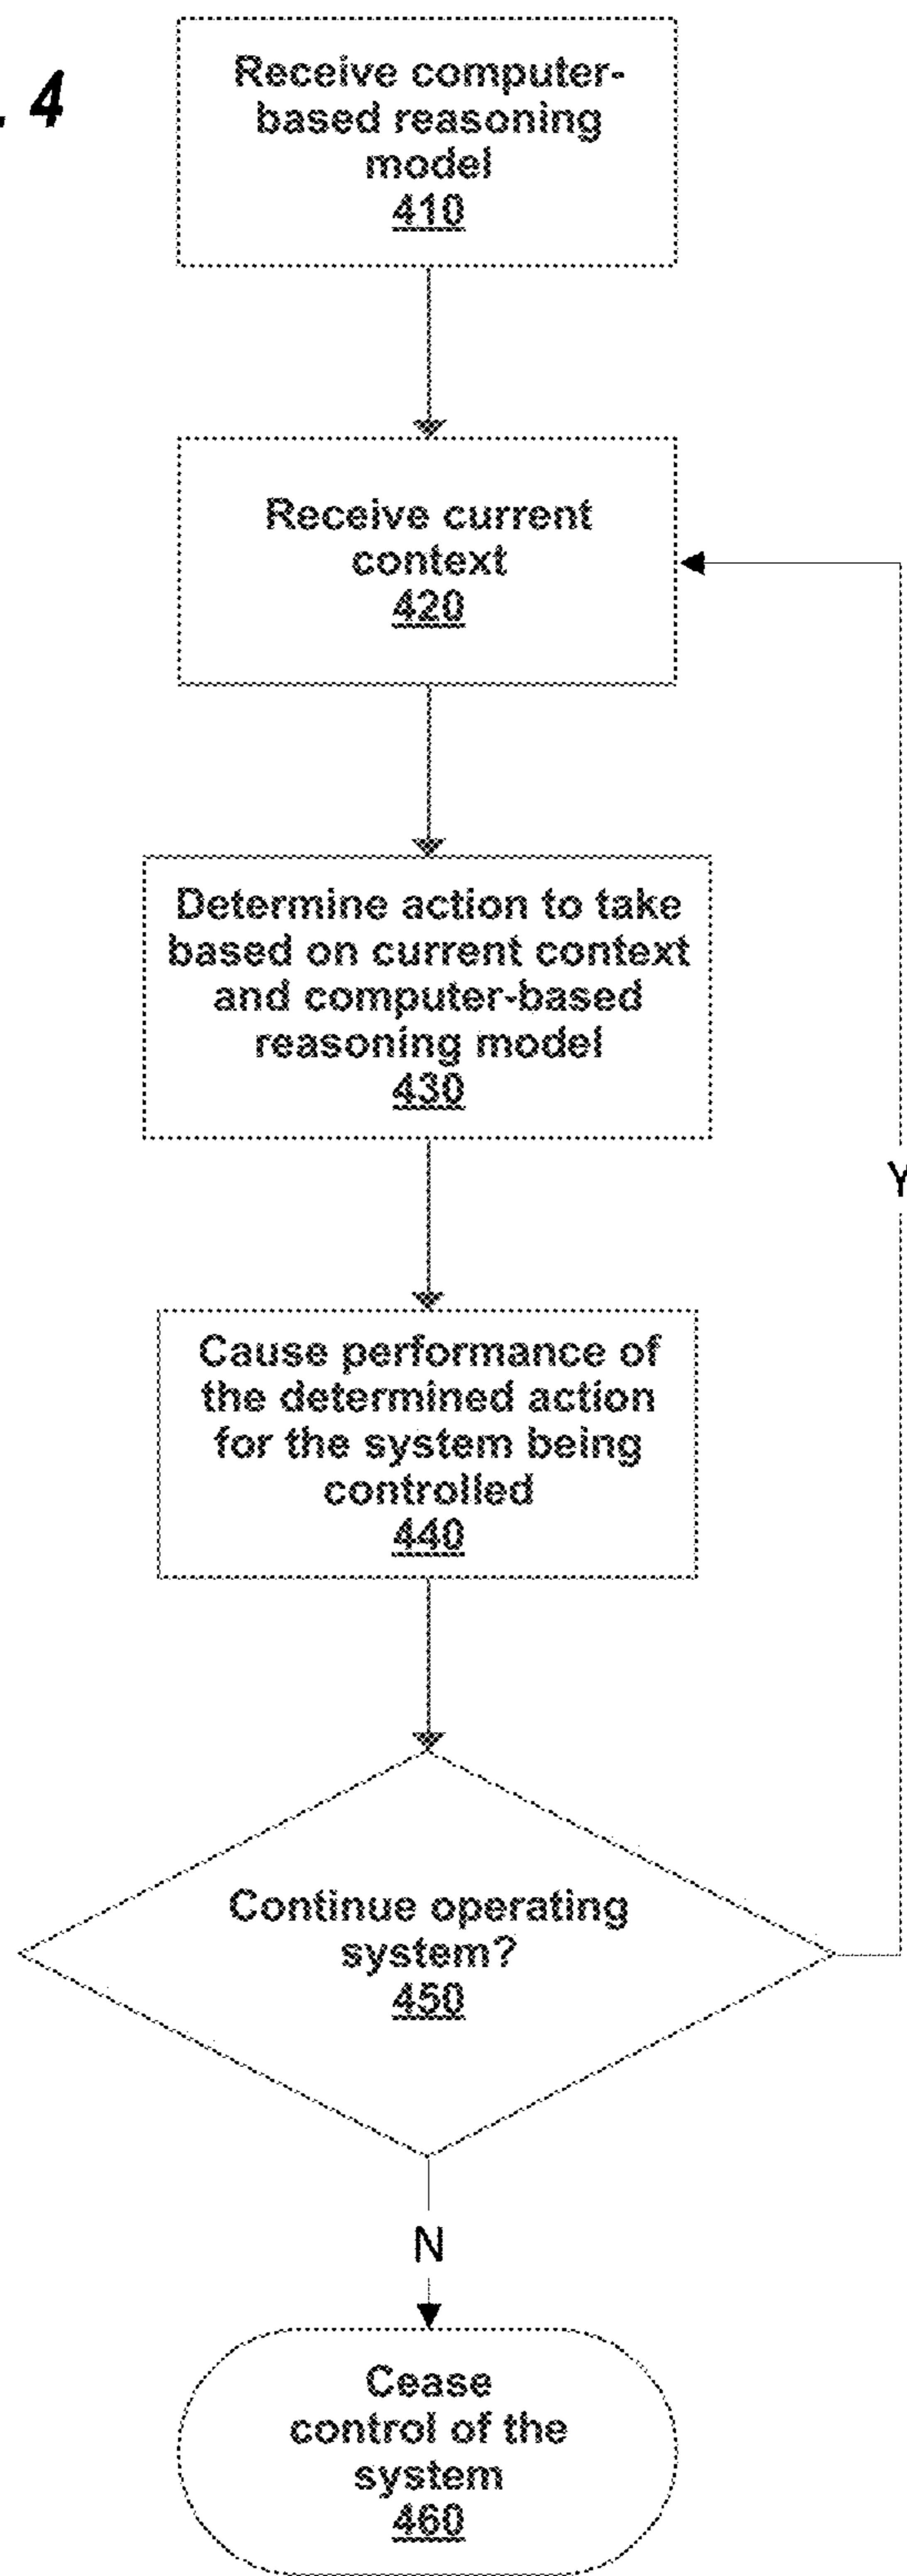 . 4
Receive computer-
based reasoning
model
410
Receive current
context
420
Determine action to take
based on current context
and computer-based
reasoning model
430
Y
Cause performance of
the determined action
for the system being
controlled
440
Continue operating
system?
450
N
Cease
control of the
system
460